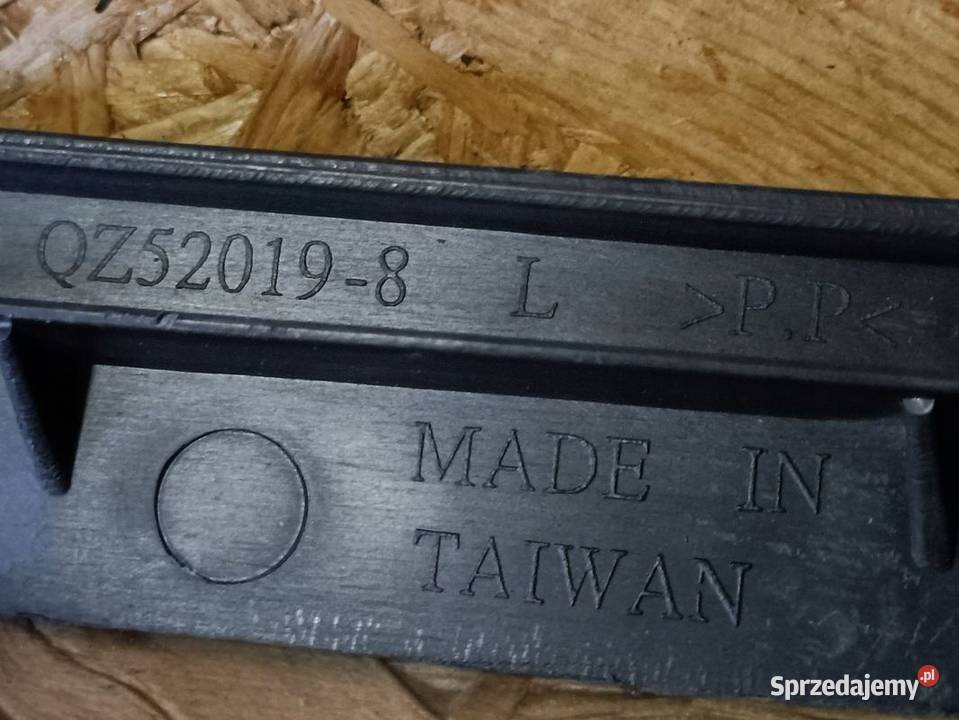 QZ52019-8 L >P.P<
MADE IN
TAIWAN
Sprzedajemy.pl